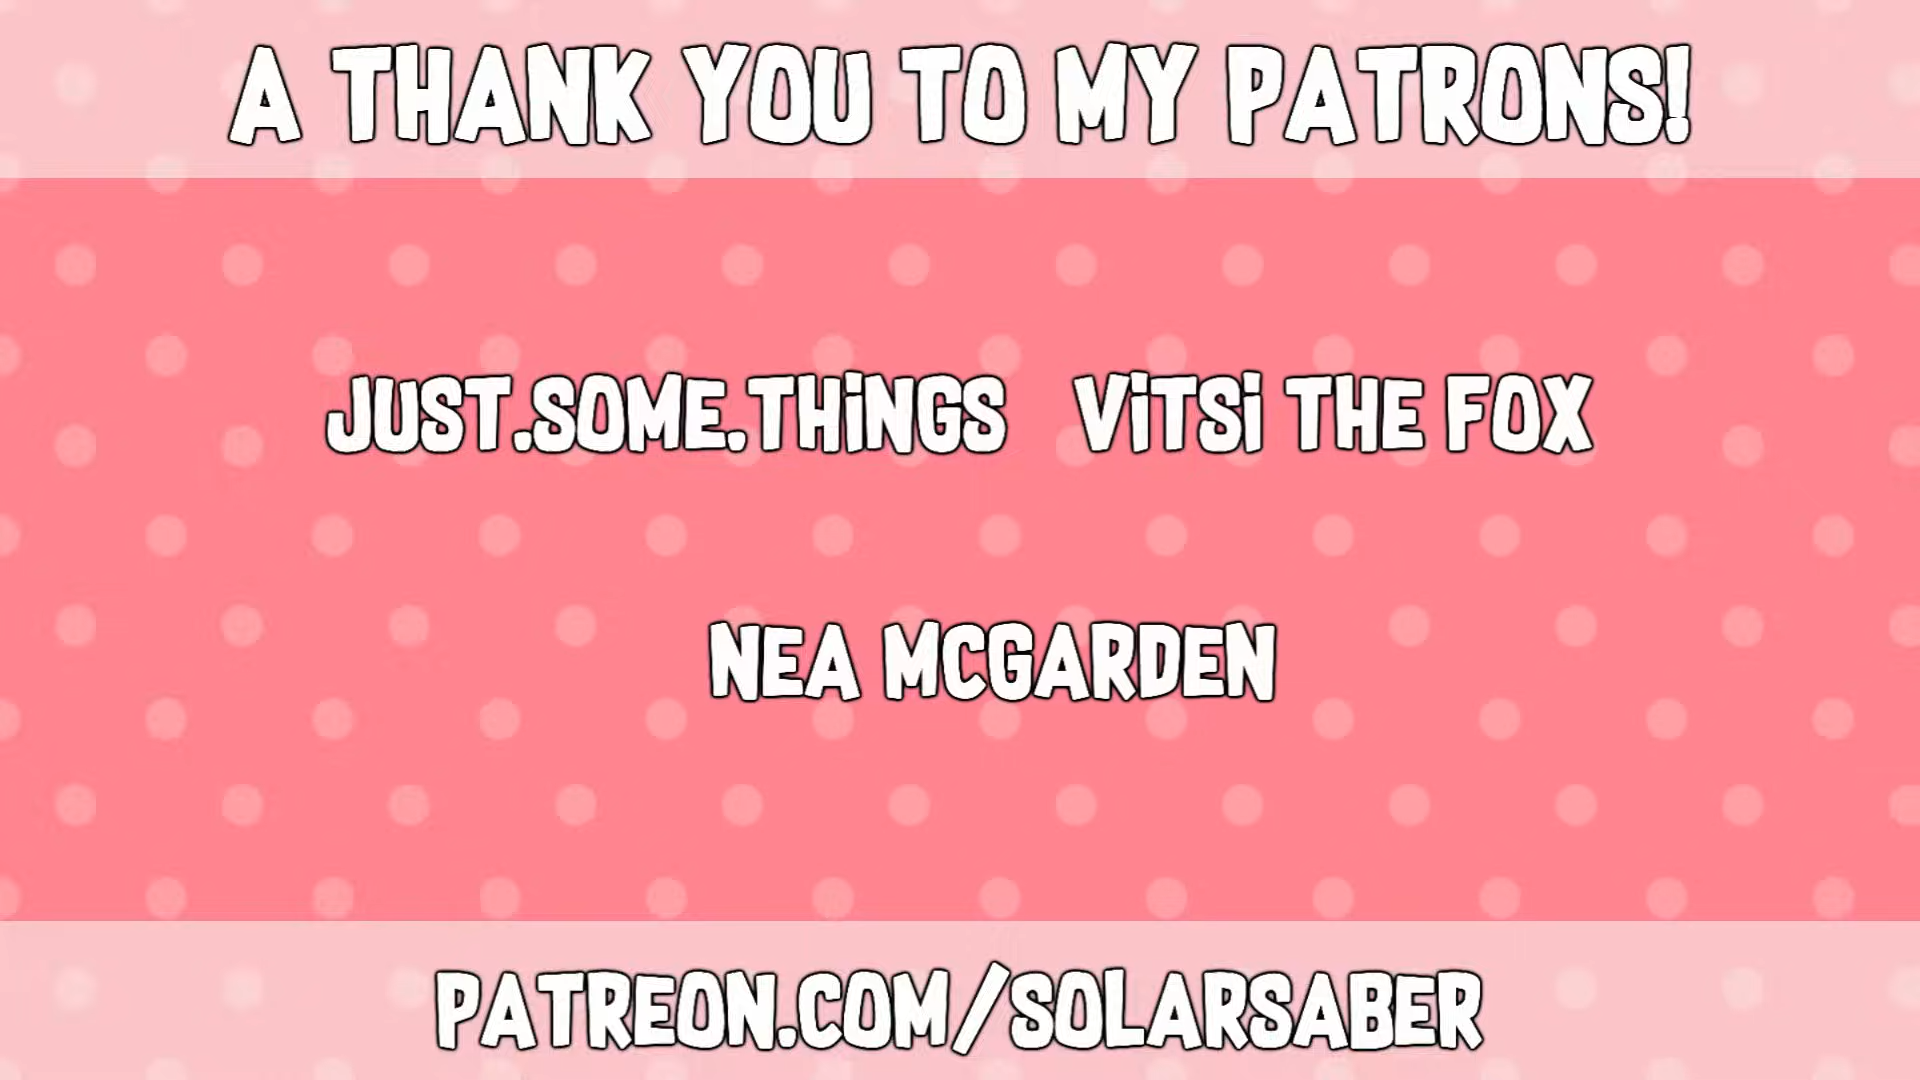 A THANK YOU TO MY PATRONS!
JUST.SOME.THiNGS ViTSi THE FOX
NEA MCGARDEN
PATREON.COM/SOLARSABER